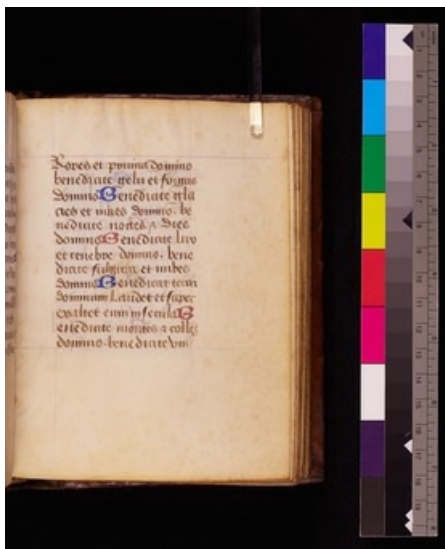 Rores et pruina domino
benedicite gelu et frigus
domino Benedicite gla
cies et nives domino. be
nedicite noctes et dies
domino Benedicite lux
et tenebre domino. bene
dicite fulgura et nubes
domino Benedicat terra
dominum Laudet et super
exaltet eum in secula B
enedicite montes et colles
domino. benedicite vni